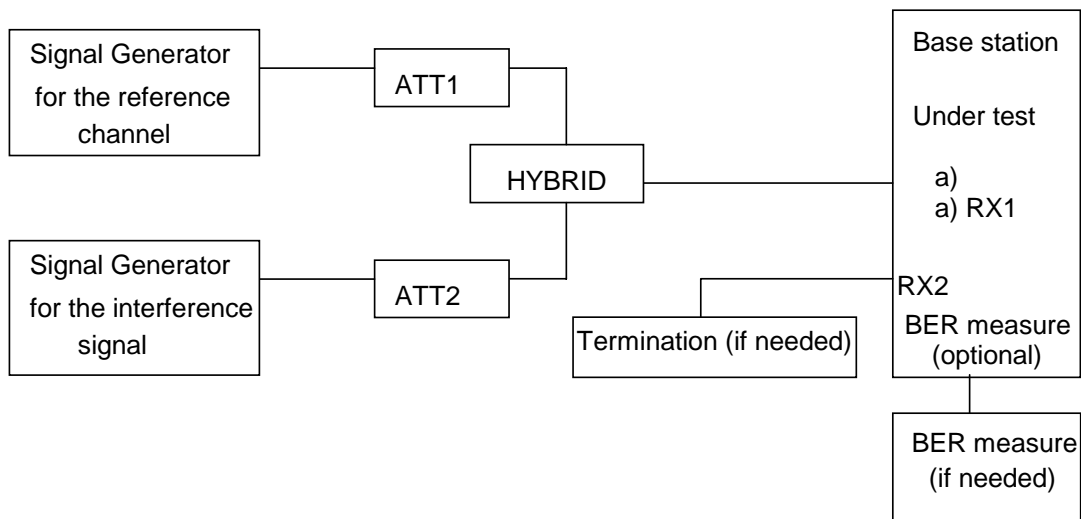 Signal Generator
for the reference
channel
ATT1
HYBRID
Signal Generator
for the interference
signal
ATT2
Termination (if needed)
Base station
Under test
a)
a) RX1
RX2
BER measure
(optional)
BER measure
(if needed)